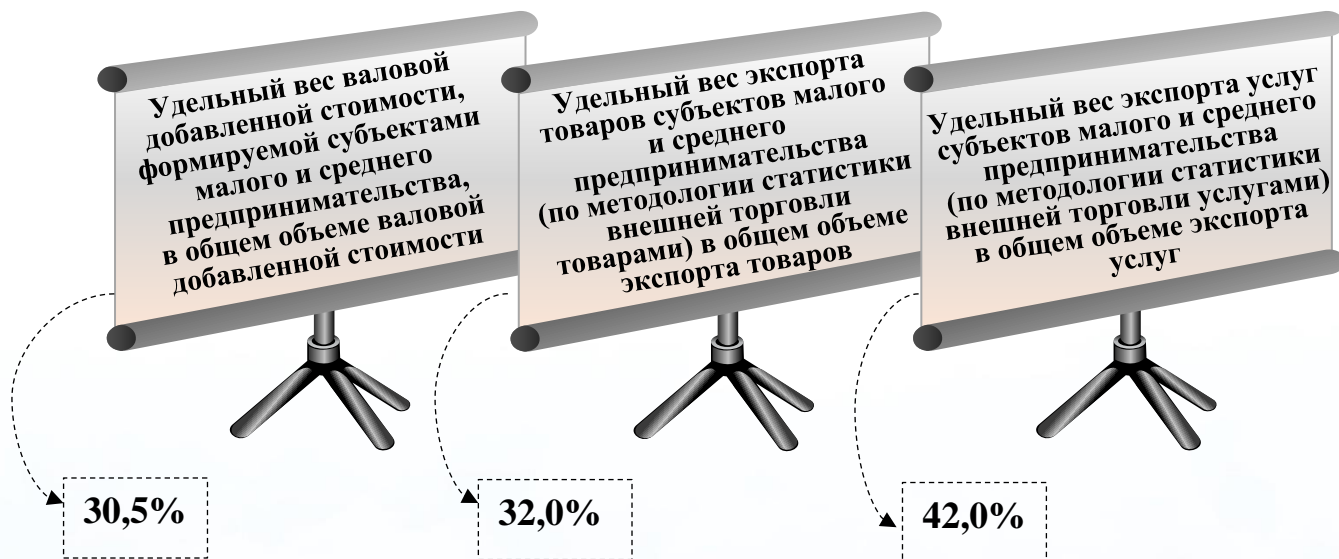 Удельный вес валовой
добавленной стоимости,
формируемой субъектами
малого и среднего
предпринимательства,
в общем объеме валовой
добавленной стоимости
Удельный вес экспорта
товаров субъектов малого
и среднего
предпринимательства
(по методологии статистики
внешней торговли
товарами) в общем объеме
экспорта товаров
Удельный вес экспорта услуг
субъектов малого и среднего
предпринимательства
(по методологии статистики
внешней торговли услугами)
в общем объеме экспорта
услуг
30,5%
32,0%
42,0%